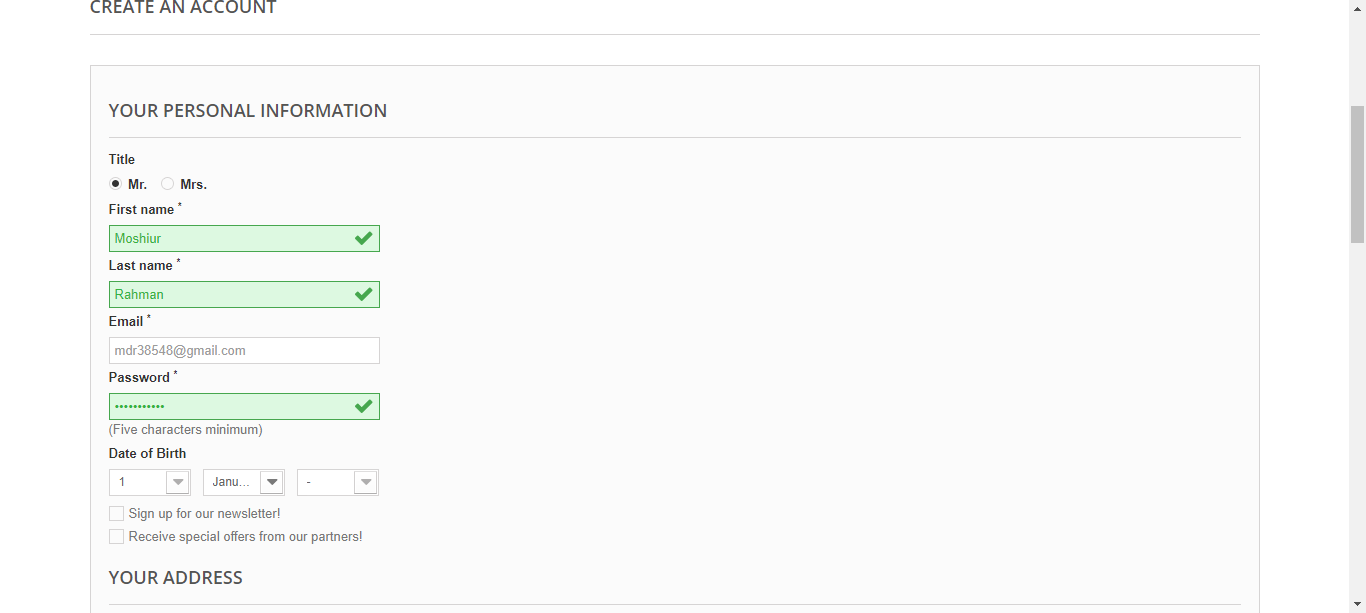 CREATE AN ACCOUNT
YOUR PERSONAL INFORMATION
Title
Mr. Mrs.
First name *
Moshiur
Last name *
Rahman
Email *
mdr38548@gmail.com
Password *
•••••••••••
(Five characters minimum)
Date of Birth
1 Janu... -
Sign up for our newsletter!
Receive special offers from our partners!
YOUR ADDRESS